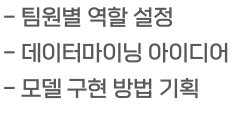 - 팀원별 역할 설정
- 데이터마이닝 아이디어
- 모델 구현 방법 기획